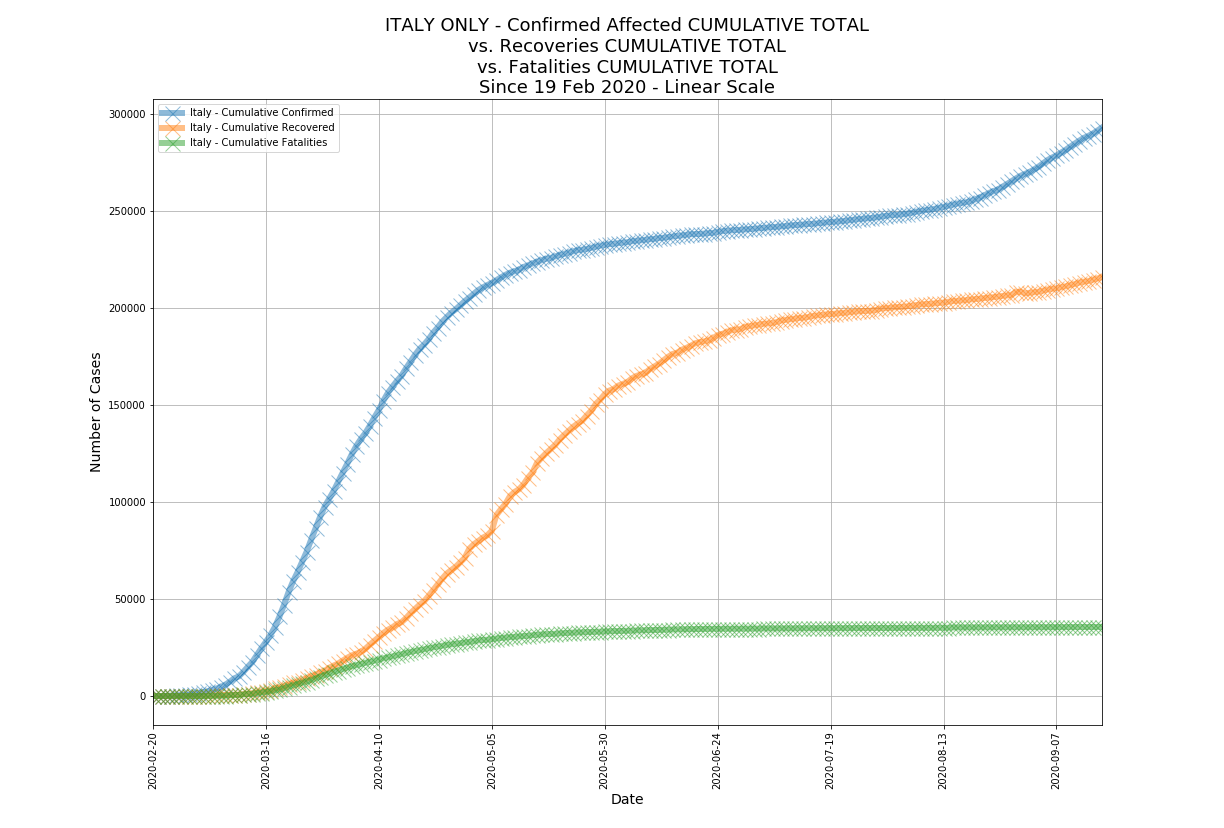 ITALY ONLY - Confirmed Affected CUMULATIVE TOTAL
vs. Recoveries CUMULATIVE TOTAL
vs. Fatalities CUMULATIVE TOTAL
Since 19 Feb 2020 - Linear Scale
Italy - Cumulative Confirmed
Italy - Cumulative Recovered
Italy - Cumulative Fatalities
Number of Cases
300000
250000
200000
150000
100000
50000
0
2020-02-20
2020-03-16
2020-04-10
2020-05-05
2020-05-30
2020-06-24
2020-07-19
2020-08-13
2020-09-07
Date